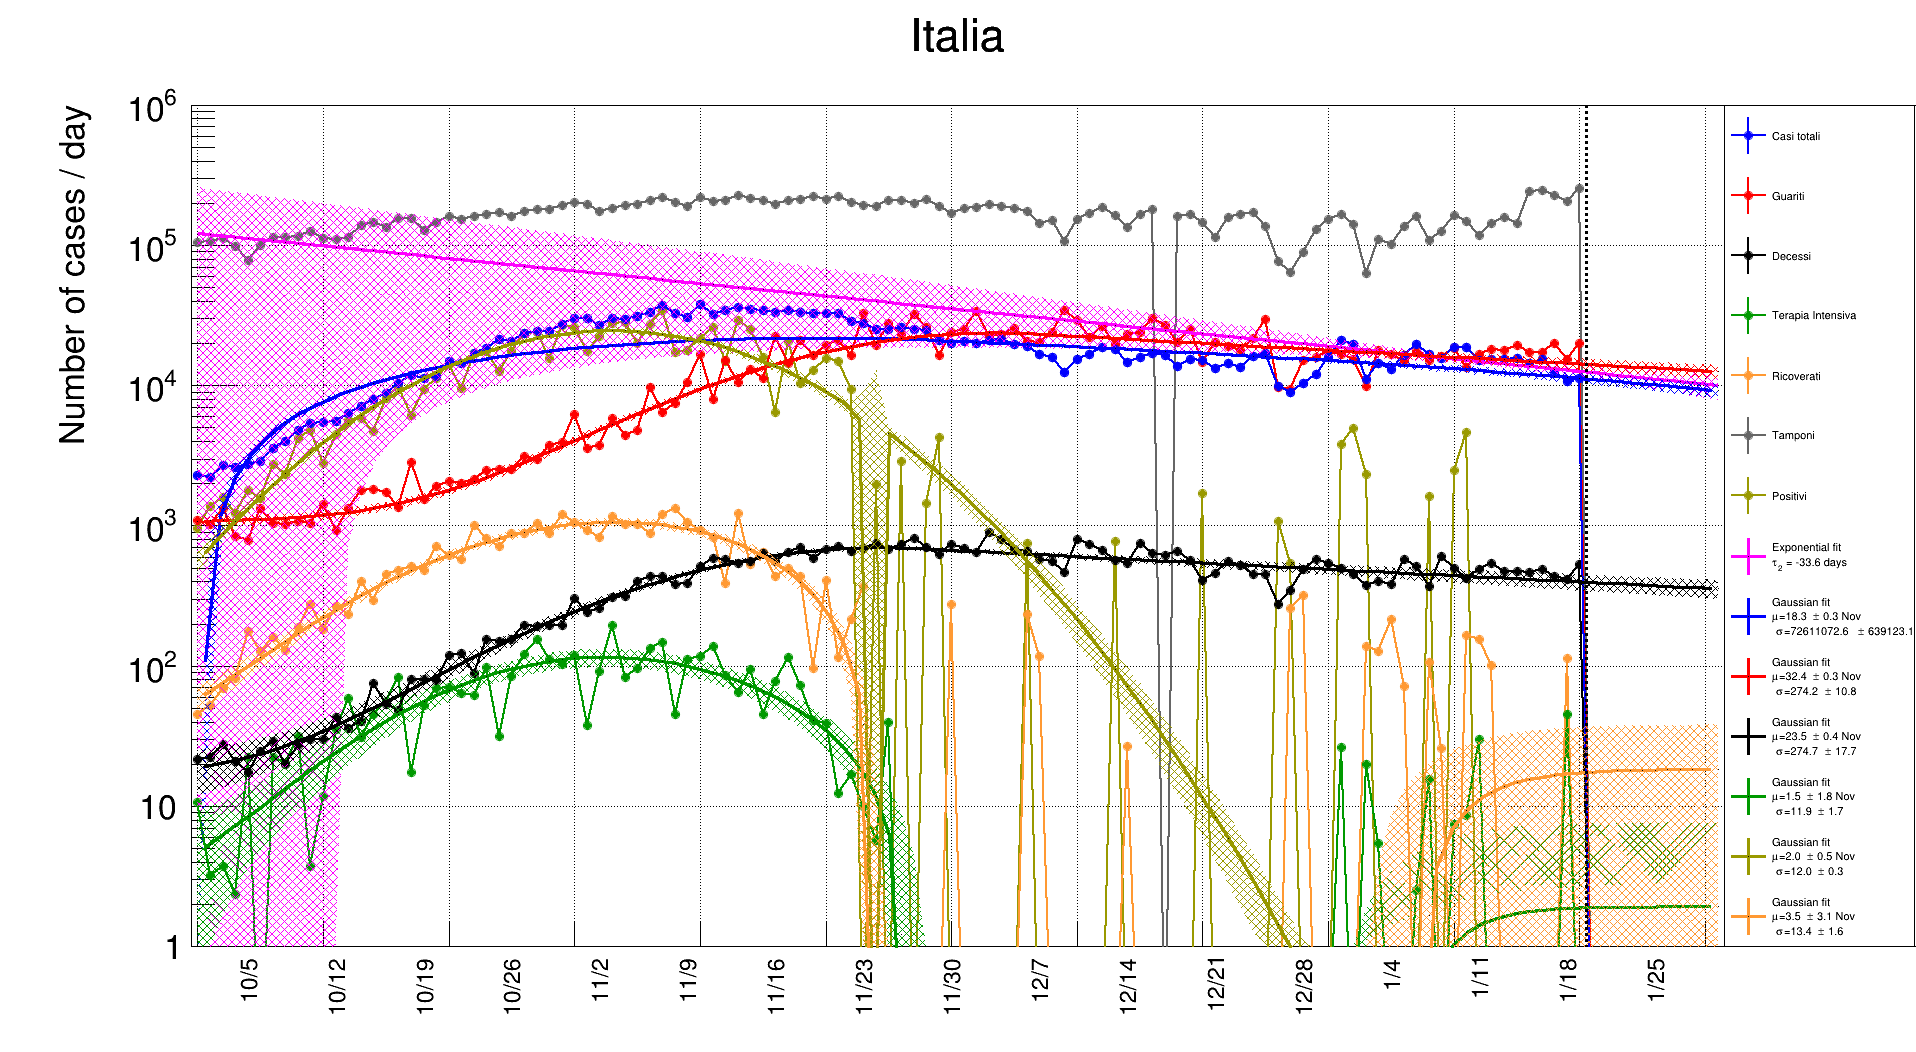 Italia
Number of cases / day
10^6
10^5
10^4
10^3
10^2
10
1
10/5
10/12
10/19
10/26
11/2
11/9
11/16
11/23
11/30
12/7
12/14
12/21
12/28
1/4
1/11
1/18
1/25
Casi totali
Guariti
Decessi
Terapia Intensiva
Ricoverati
Tamponi
Positivi
Exponential fit
τ2 = -33.6 days
Gaussian fit
μ=18.3 ± 0.3 Nov
σ=72611072.6 ± 639123.1
Gaussian fit
μ=32.4 ± 0.3 Nov
σ=274.2 ± 10.8
Gaussian fit
μ=23.5 ± 0.4 Nov
σ=274.7 ± 17.7
Gaussian fit
μ=1.5 ± 1.8 Nov
σ=11.9 ± 1.7
Gaussian fit
μ=2.0 ± 0.5 Nov
σ=12.0 ± 0.3
Gaussian fit
μ=3.5 ± 3.1 Nov
σ=13.4 ± 1.6